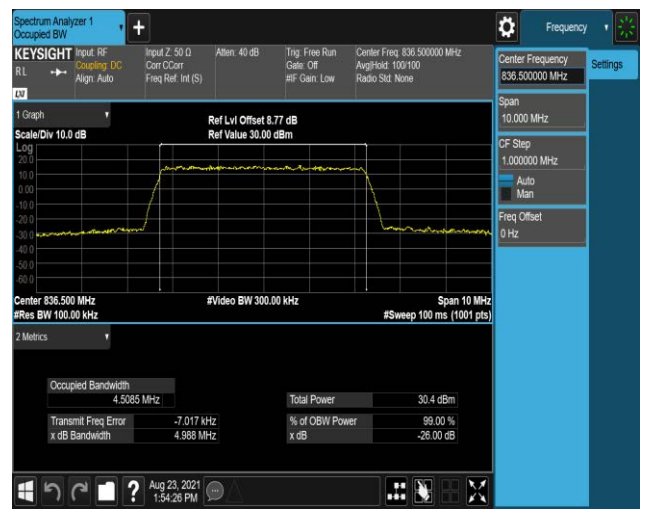 Spectrum Analyzer 1
Occupied BW
+
Frequency
KEYSIGHT
Input: RF
Coupling: DC
Align: Auto
RL
LXI
Input Z: 50 Ω
Corr CCorr
Freq Ref: Int (S)
Atten: 40 dB
Trig: Free Run
Gate: Off
#IF Gain: Low
Center Freq: 836.500000 MHz
Avg|Hold: 100/100
Radio Std: None
Center Frequency
836.500000 MHz
Settings
Span
10.000 MHz
CF Step
1.000000 MHz
Auto
Man
Freq Offset
0 Hz
1 Graph
Scale/Div 10.0 dB
Ref Lvl Offset 8.77 dB
Ref Value 30.00 dBm
Log
20.0
10.0
0.00
-10.0
-20.0
-30.0
-40.0
-50.0
-60.0
Center 836.500 MHz
#Video BW 300.00 kHz
Span 10 MHz
#Res BW 100.00 kHz
#Sweep 100 ms (1001 pts)
2 Metrics
Occupied Bandwidth
4.5085 MHz
Total Power 30.4 dBm
Transmit Freq Error -7.017 kHz
% of OBW Power 99.00 %
x dB Bandwidth 4.988 MHz
x dB -26.00 dB
?
Aug 23, 2021
1:54:26 PM